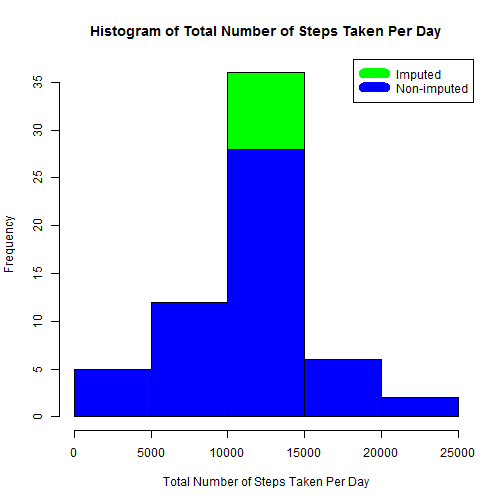 Histogram of Total Number of Steps Taken Per Day
Imputed
Non-imputed
Frequency
35
30
25
20
15
10
5
0
0 5000 10000 15000 20000 25000
Total Number of Steps Taken Per Day